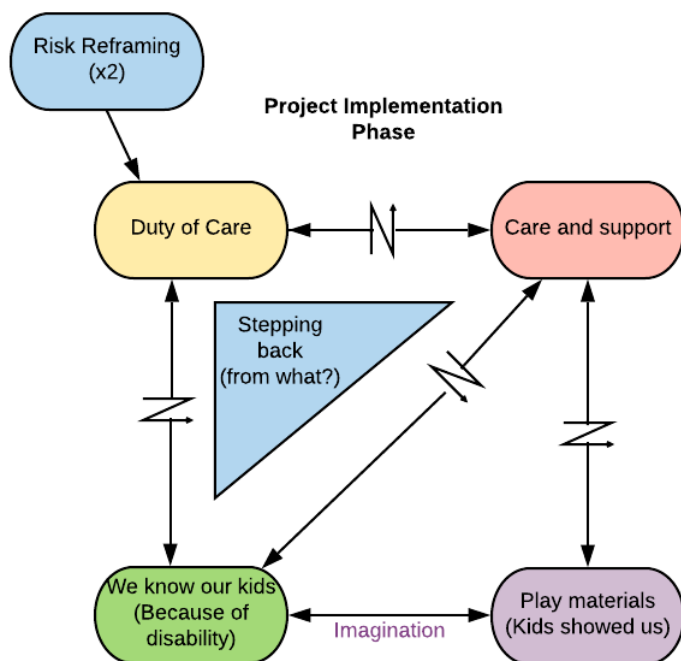 Risk Reframing
(x2)
Project Implementation
Phase
Duty of Care
Care and support
Stepping
back
(from what?)
We know our kids
(Because of
disability)
Imagination
Play materials
(Kids showed us)